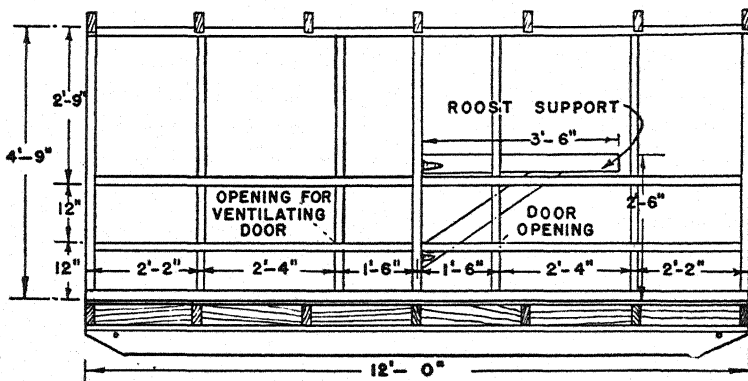 2'-9"
ROOST SUPPORT
3'-6"
4'-9"
12"
OPENING FOR
VENTILATING
DOOR
DOOR
OPENING
2'-6"
12"
2'-2"
2'-4"
1'-6"
1'-6"
2'-4"
2'-2"
12'- 0"